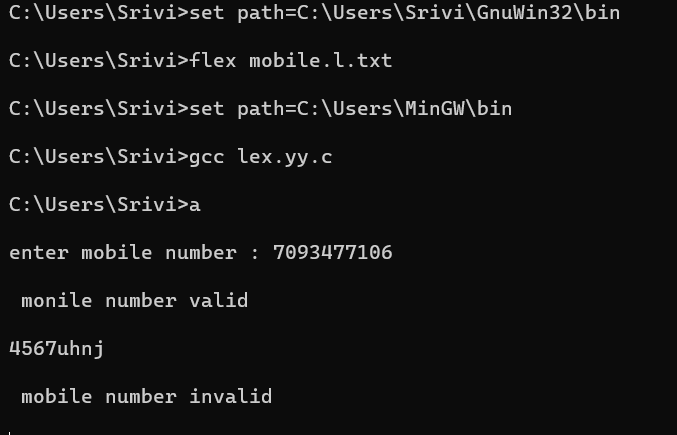 C:\Users\Srivi>set path=C:\Users\Srivi\GnuWin32\bin
C:\Users\Srivi>flex mobile.l.txt
C:\Users\Srivi>set path=C:\Users\MinGW\bin
C:\Users\Srivi>gcc lex.yy.c
C:\Users\Srivi>a
enter mobile number : 7093477106
monile number valid
4567uhnj
mobile number invalid